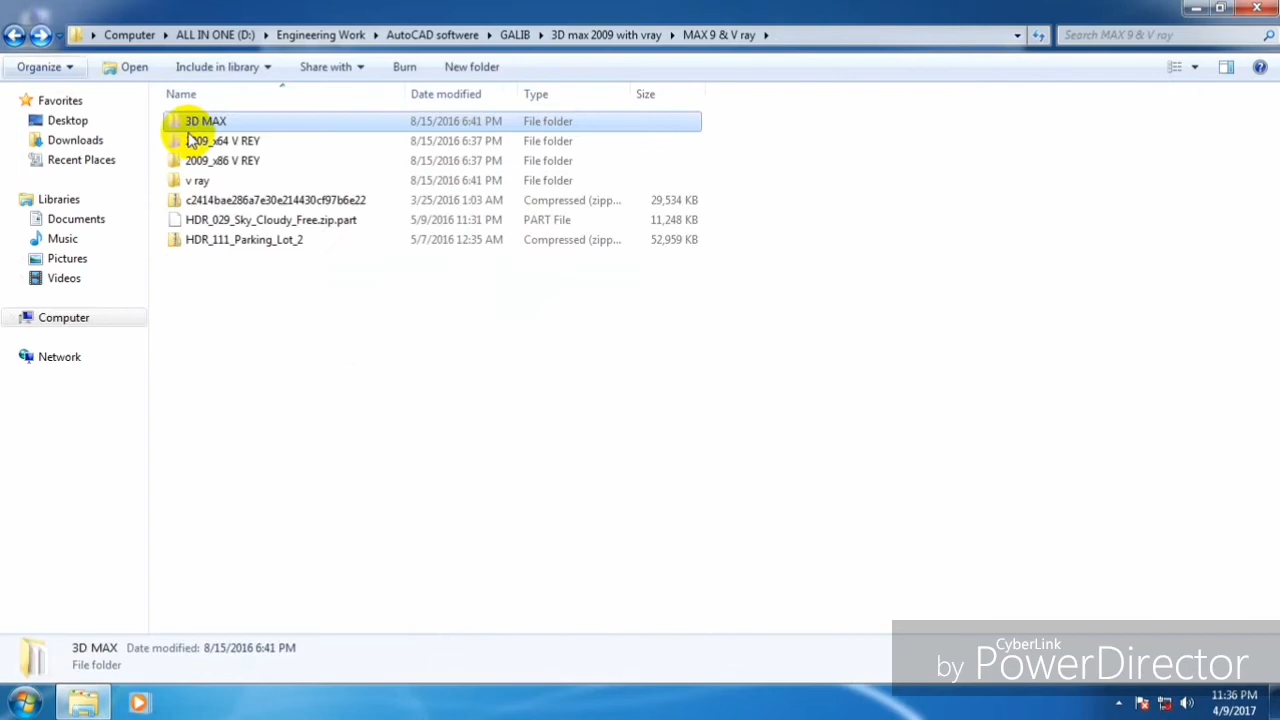 Computer ALL IN ONE (D:) Engineering Work AutoCAD softwere GALIB 3D max 2009 with vray MAX 9 & V ray
Search MAX 9 & V ray
Organize Open Include in library Share with Burn New folder
Name Date modified Type Size
Favorites
Desktop
Downloads
Recent Places
Libraries
Documents
Music
Pictures
Videos
Computer
Network
3D MAX 8/15/2016 6:41 PM File folder
2009_x64 V REY 8/15/2016 6:37 PM File folder
2009_x86 V REY 8/15/2016 6:37 PM File folder
v ray 8/15/2016 6:41 PM File folder
c2414bae286a7e30e214430cf97b6e22 3/25/2016 1:03 AM Compressed (zipp... 29,534 KB
HDR_029_Sky_Cloudy_Free.zip.part 5/9/2016 11:31 PM PART File 11,248 KB
HDR_111_Parking_Lot_2 5/7/2016 12:35 AM Compressed (zipp... 52,959 KB
3D MAX Date modified: 8/15/2016 6:41 PM
File folder
CyberLink
by PowerDirector
11:36 PM
4/9/2017